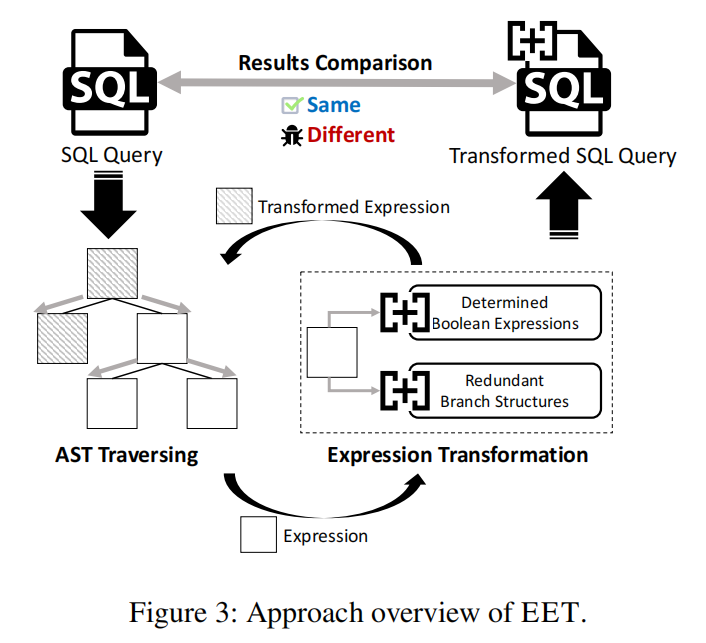 Results Comparison
SQL
SQL
Same
Different
SQL Query
Transformed SQL Query
Transformed Expression
Determined
Boolean Expressions
Redundant
Branch Structures
AST Traversing
Expression Transformation
Expression
Figure 3: Approach overview of EET.